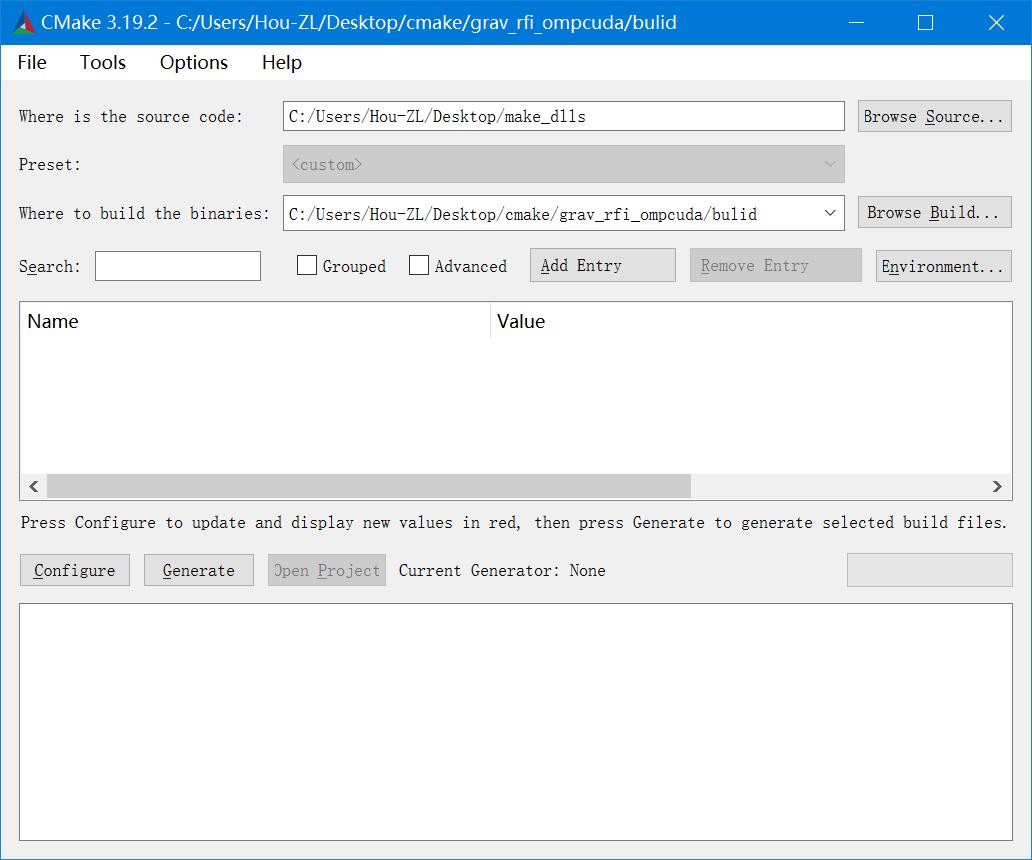 CMake 3.19.2 - C:/Users/Hou-ZL/Desktop/cmake/grav_rfi_ompcuda/bulid
File Tools Options Help
Where is the source code: C:/Users/Hou-ZL/Desktop/make_dlls Browse Source...
Preset: <custom>
Where to build the binaries: C:/Users/Hou-ZL/Desktop/cmake/grav_rfi_ompcuda/bulid Browse Build...
Search: Grouped Advanced Add Entry Remove Entry Environment...
Name Value
Press Configure to update and display new values in red, then press Generate to generate selected build files.
Configure Generate Open Project Current Generator: None